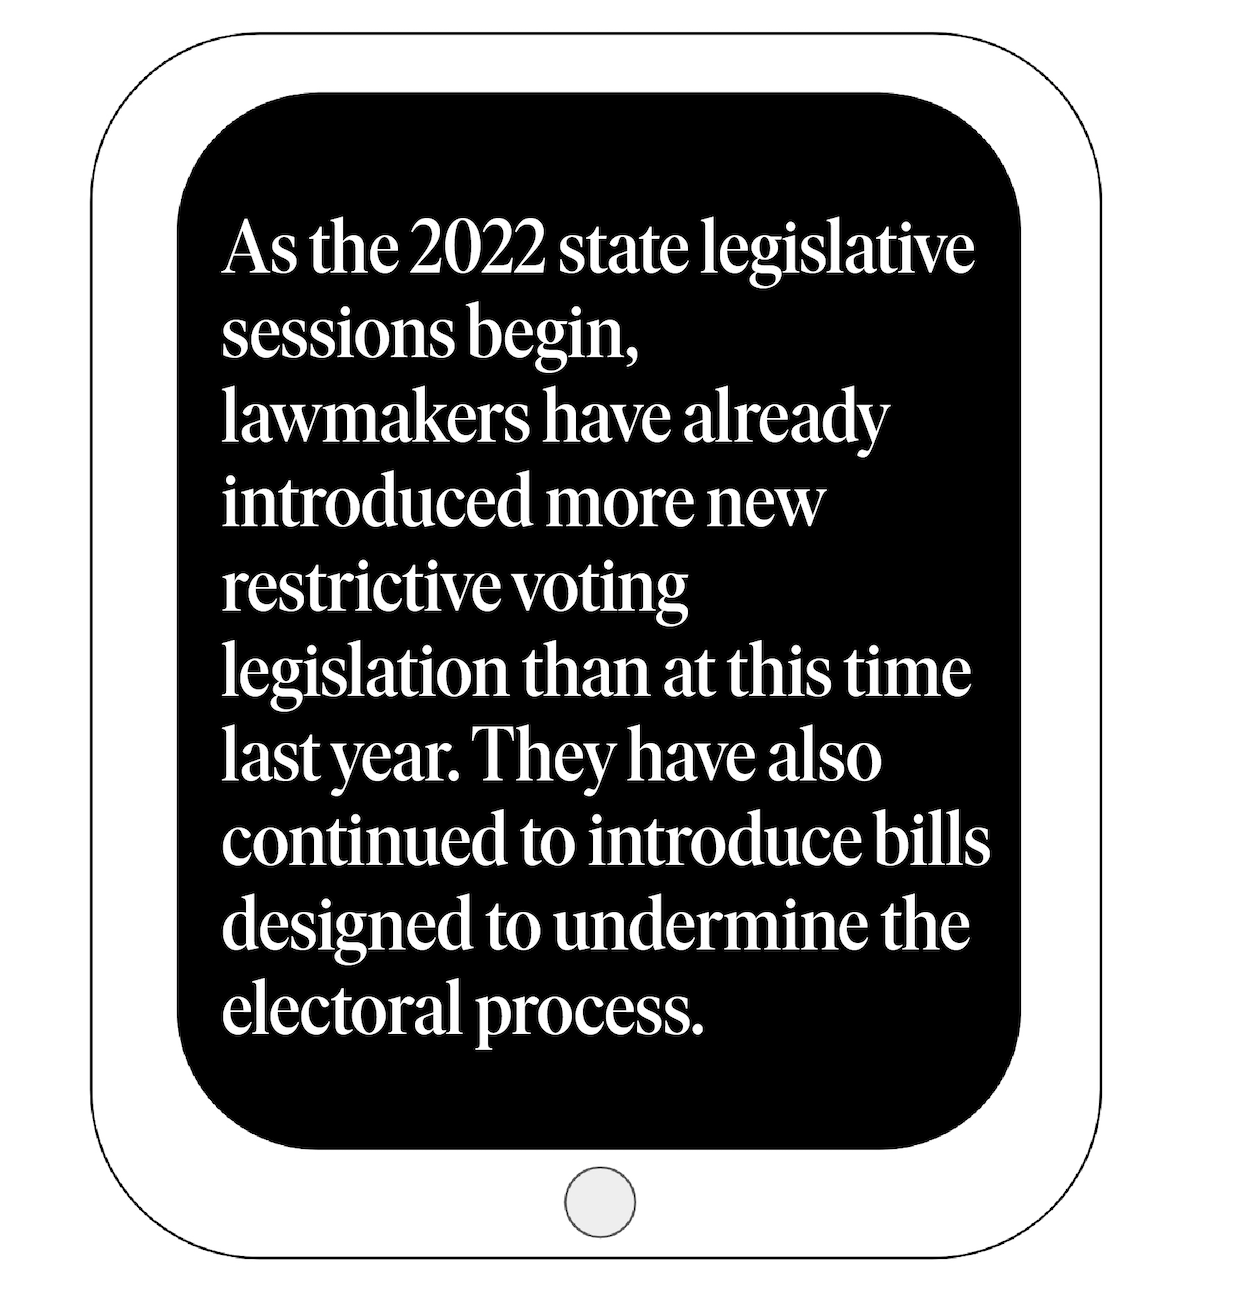 As the 2022 state legislative
sessions begin,
lawmakers have already
introduced more new
restrictive voting
legislation than at this time
last year. They have also
continued to introduce bills
designed to undermine the
electoral process.